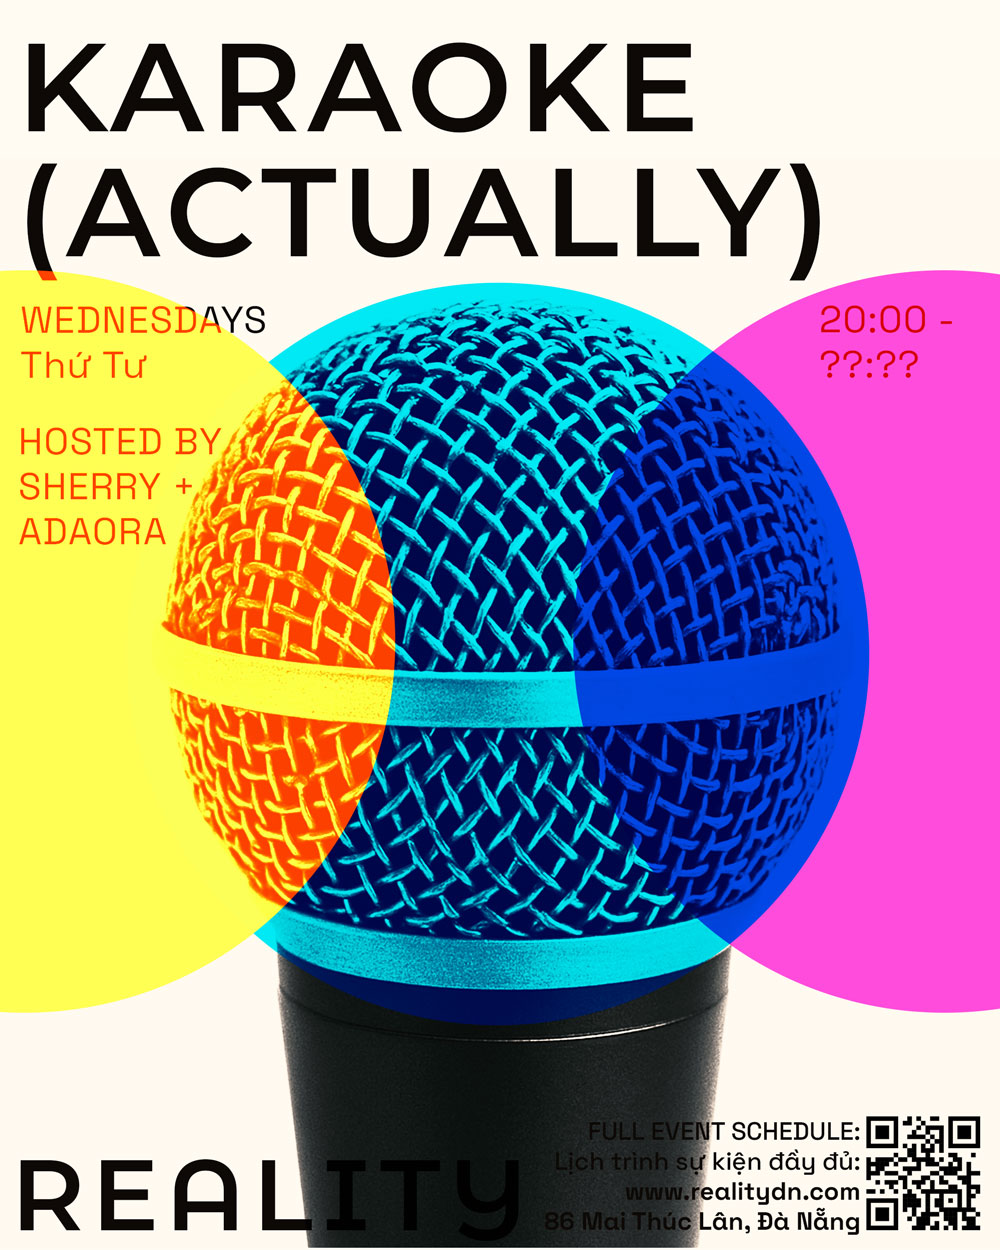 KARAOKE
(ACTUALLY)
WEDNESDAYS
Thứ Tư
20:00 -
??:??
HOSTED BY
SHERRY +
ADAORA
REALITY
FULL EVENT SCHEDULE:
Lịch trình sự kiện đầy đủ:
www.realitydn.com
86 Mai Thúc Lân, Đà Nẵng